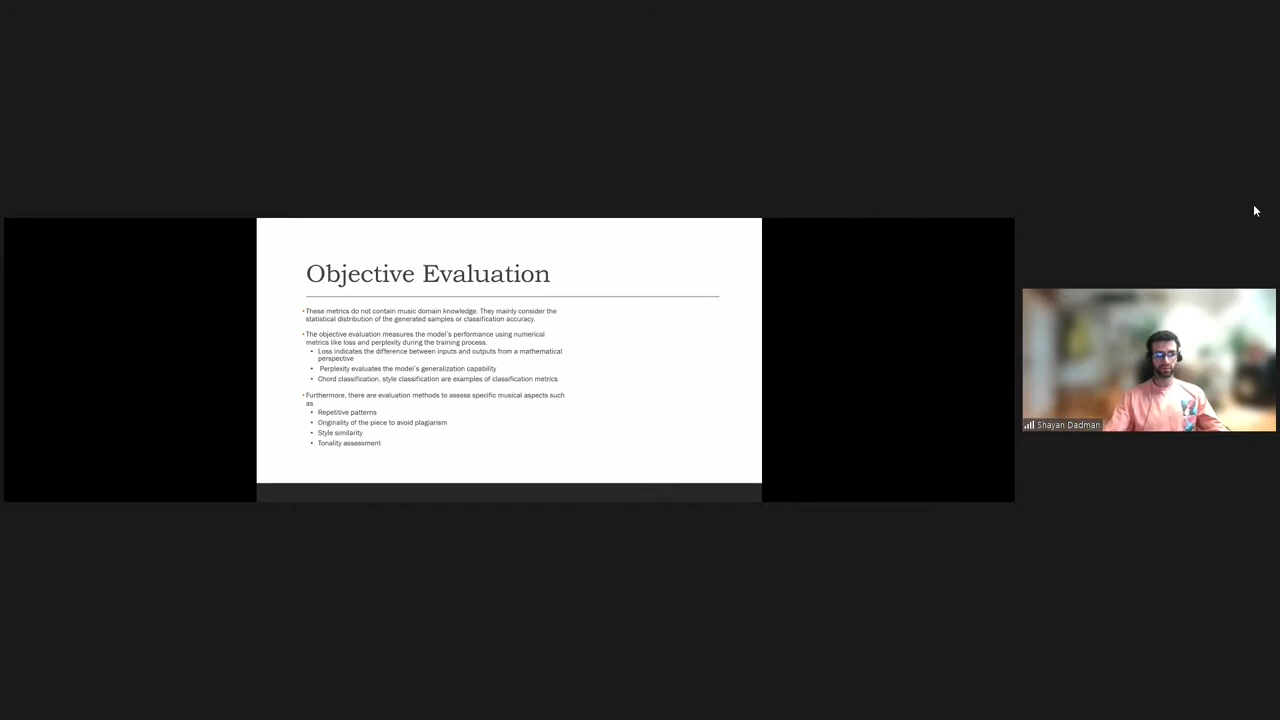 Objective Evaluation
• These metrics do not contain music domain knowledge. They mainly consider the
statistical distribution of the generated samples or classification accuracy.
• The objective evaluation measures the model's performance using numerical
metrics like loss and perplexity during the training process.
• Loss indicates the difference between inputs and outputs from a mathematical
perspective
• Perplexity evaluates the model's generalization capability
• Chord classification, style classification are examples of classification metrics
• Furthermore, there are evaluation methods to assess specific musical aspects such
as
• Repetitive patterns
• Originality of the piece to avoid plagiarism
• Style similarity
• Tonality assessment
Shayan Dadman